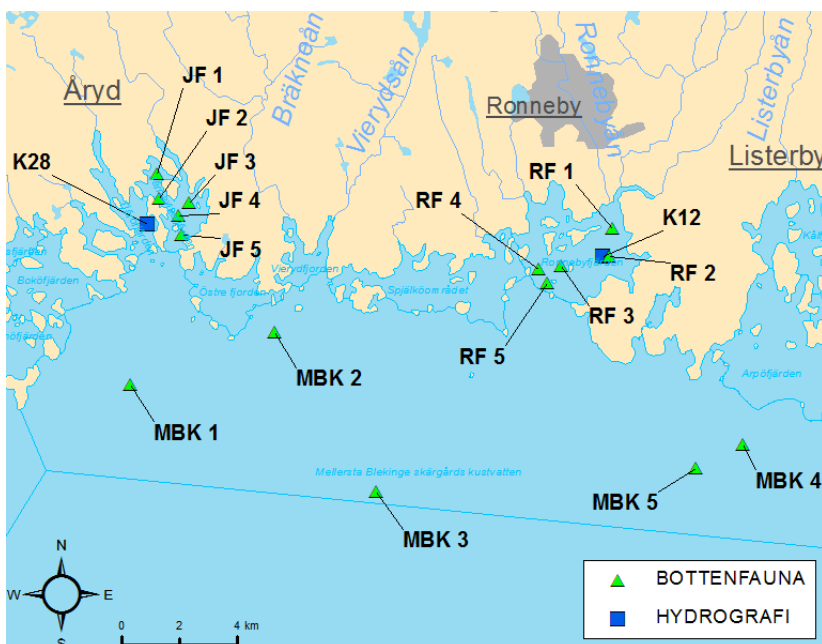 JF 1
Åryd
JF 2
Bräkneån
Vierydsån
Ronnebyån
Listerbyån
Ronneby
K28
JF 3
Listerby
RF 1
RF 4
JF 4
K12
JF 5
Ronnebyfjärden
RF 2
Vierydfjorden
Boköfjärden
Östre fjorden
Spjälköområdet
RF 3
RF 5
MBK 2
Arpöfjärden
MBK 1
Mellersta Blekinge skärgårds kustvatten
MBK 4
MBK 5
MBK 3
N
W
E
S
0 2 4 km
BOTTENFAUNA
HYDROGRAFI